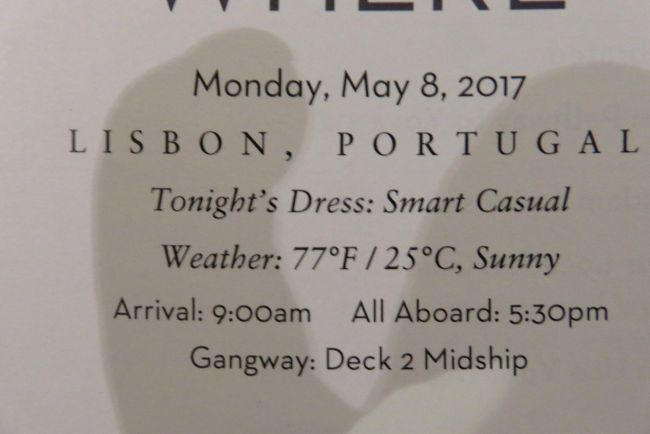 WHERE
Monday, May 8, 2017
LISBON, PORTUGAL
Tonight's Dress: Smart Casual
Weather: 77°F / 25°C, Sunny
Arrival: 9:00am All Aboard: 5:30pm
Gangway: Deck 2 Midship